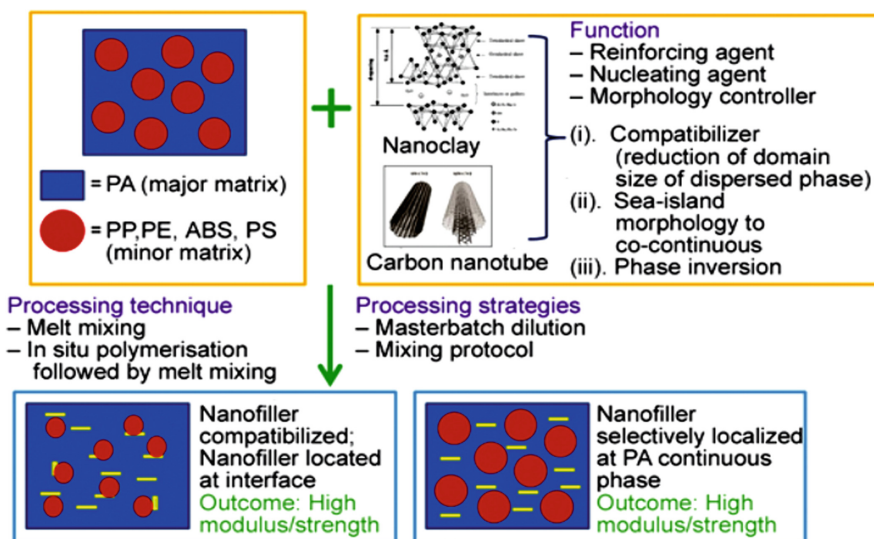 = PA (major matrix)
= PP,PE, ABS, PS
(minor matrix)
Nanoclay
Carbon nanotube
Function
– Reinforcing agent
– Nucleating agent
– Morphology controller
(i). Compatibilizer
(reduction of domain
size of dispersed phase)
(ii). Sea-island
morphology to
co-continuous
(iii). Phase inversion
Processing technique
– Melt mixing
– In situ polymerisation
followed by melt mixing
Processing strategies
– Masterbatch dilution
– Mixing protocol
Nanofiller
compatibilized;
Nanofiller located
at interface
Outcome: High
modulus/strength
Nanofiller
selectively localized
at PA continuous
phase
Outcome: High
modulus/strength